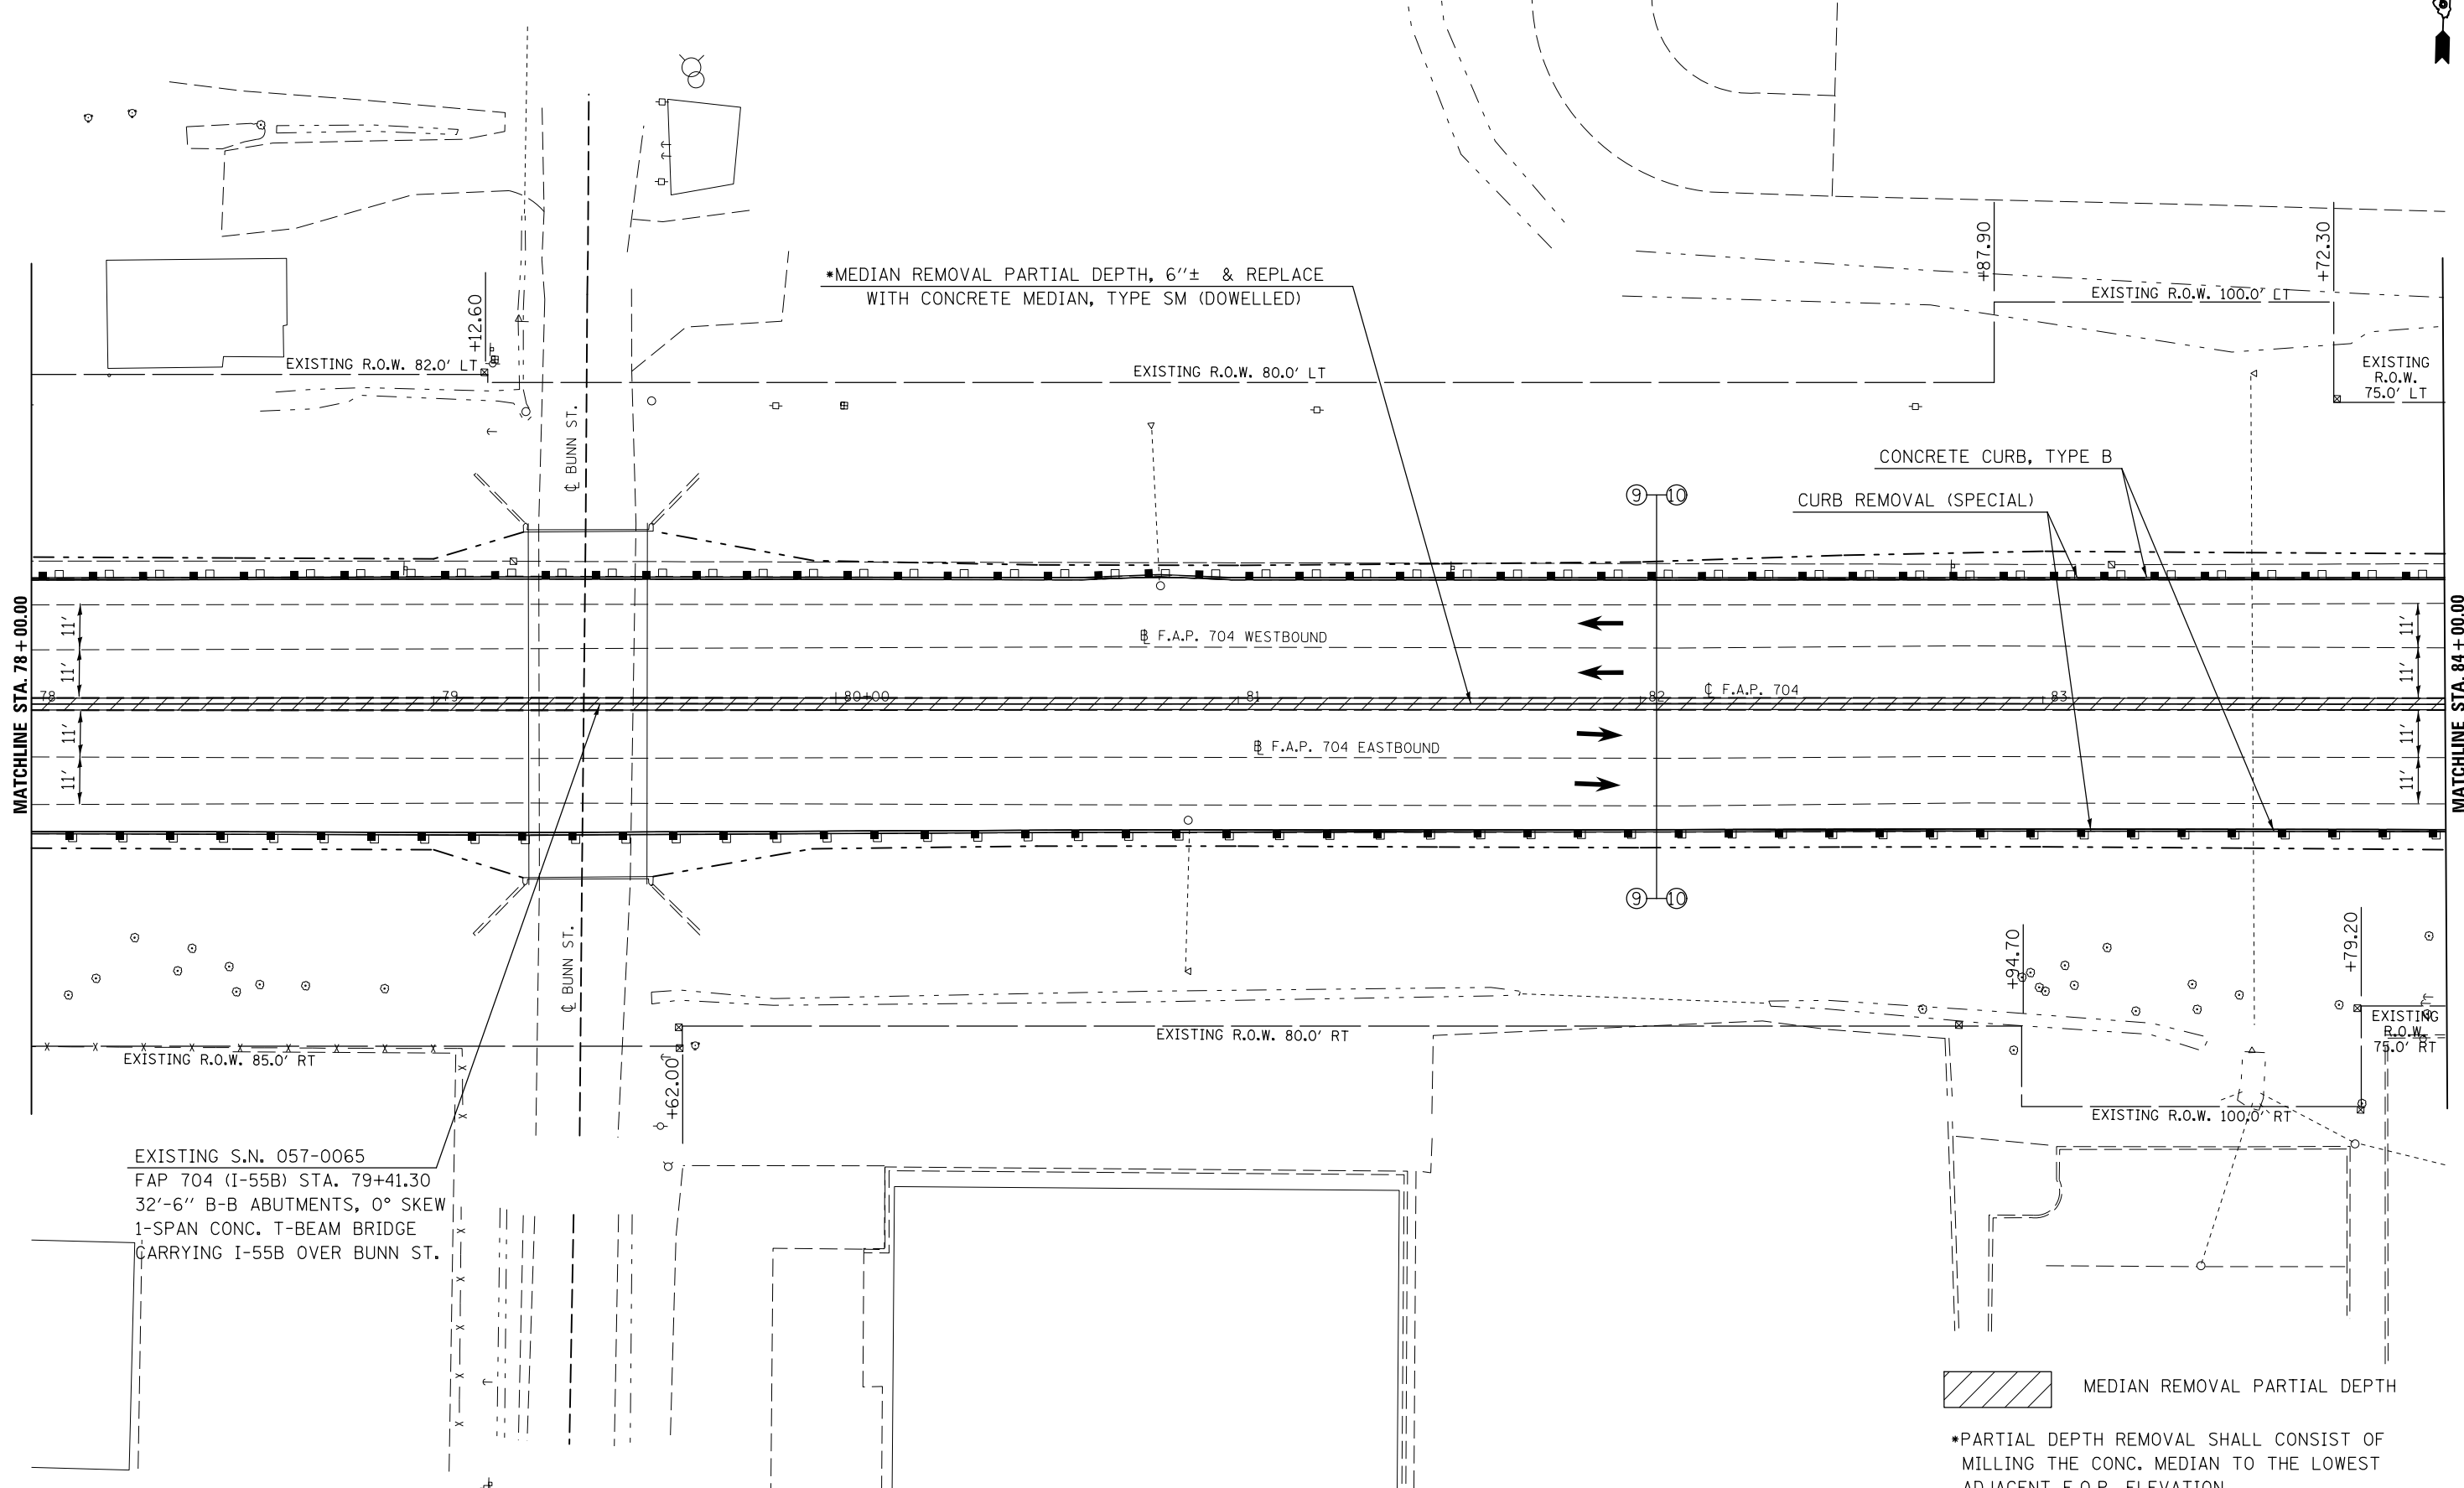 +87.90
+72.30
*MEDIAN REMOVAL PARTIAL DEPTH, 6"± & REPLACE
WITH CONCRETE MEDIAN, TYPE SM (DOWELLED)
EXISTING R.O.W. 100.0' LT
+12.60
EXISTING R.O.W. 82.0' LT
EXISTING R.O.W. 80.0' LT
EXISTING
R.O.W.
75.0' LT
℄ BUNN ST.
CONCRETE CURB, TYPE B
CURB REMOVAL (SPECIAL)
9 10
MATCHLINE STA. 78+00.00
MATCHLINE STA. 84+00.00
11'
11'
11'
11'
B F.A.P. 704 WESTBOUND
78
79
80+00
81
82
℄ F.A.P. 704
83
11'
11'
11'
11'
B F.A.P. 704 EASTBOUND
9 10
℄ BUNN ST.
+94.70
+79.20
EXISTING R.O.W. 85.0' RT
EXISTING R.O.W. 80.0' RT
EXISTING
R.O.W.
75.0' RT
+62.00
EXISTING R.O.W. 100.0' RT
EXISTING S.N. 057-0065
FAP 704 (I-55B) STA. 79+41.30
32'-6" B-B ABUTMENTS, 0° SKEW
1-SPAN CONC. T-BEAM BRIDGE
CARRYING I-55B OVER BUNN ST.
MEDIAN REMOVAL PARTIAL DEPTH
*PARTIAL DEPTH REMOVAL SHALL CONSIST OF
MILLING THE CONC. MEDIAN TO THE LOWEST
ADJACENT E.O.P. ELEVATION